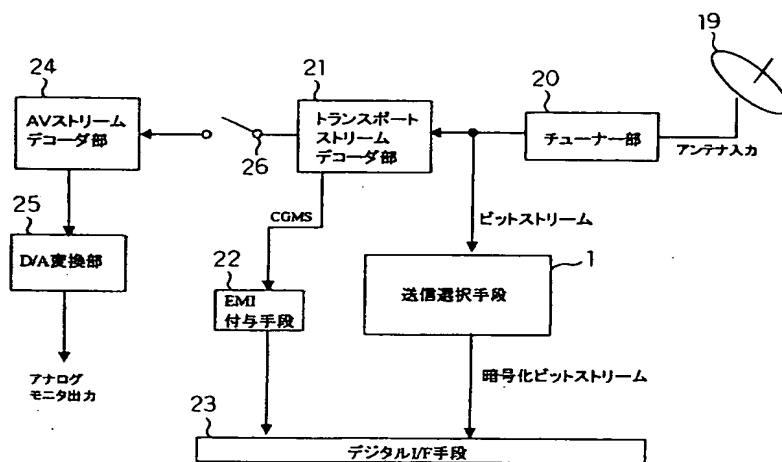 19
24
AVストリーム
デコーダ部
21
トランスポート
ストリーム
デコーダ部
26
20
チューナー部
アンテナ入力
CGMS
ビットストリーム
25
D/A変換部
22
EMI
付与手段
1
送信選択手段
アナログ
モニタ出力
暗号化ビットストリーム
23
デジタルI/F手段